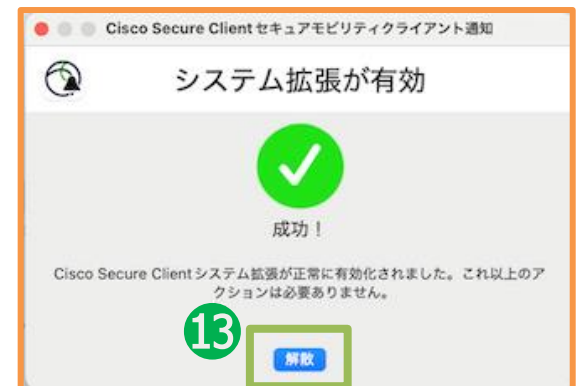 Cisco Secure Client セキュアモビリティクライアント通知
システム拡張が有効
成功！
Cisco Secure Client システム拡張が正常に有効化されました。これ以上のア
クションは必要ありません。
13
解散